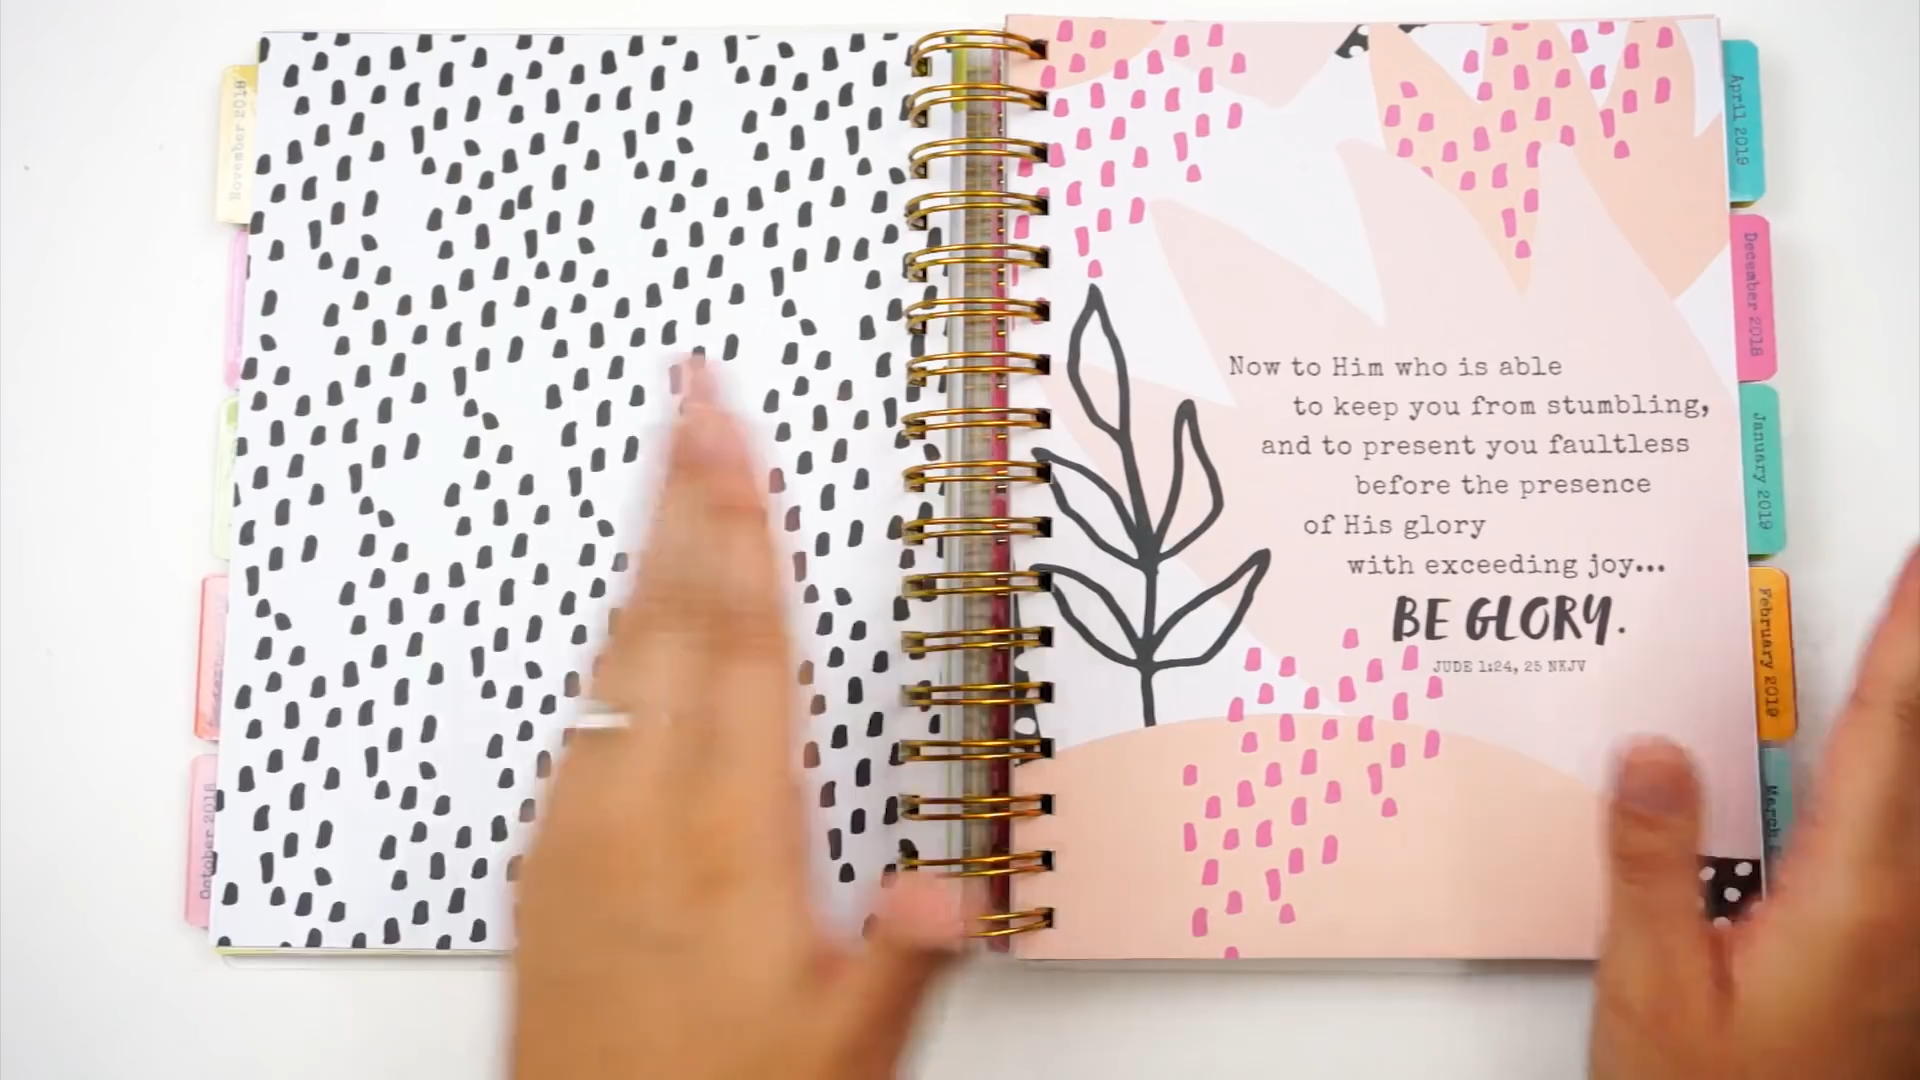 November 2018
October 2018
Now to Him who is able
to keep you from stumbling,
and to present you faultless
before the presence
of His glory
with exceeding joy...
BE GLORY.
JUDE 1:24, 25 NKJV
April 2019
December 2018
January 2019
February 2019
March